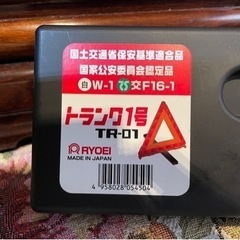 国土交通省保安基準適合品
国家公安委員会認定品
自 W-1 交F16-1
トランク1号
TR-01
RYOEI
MADE IN JAPAN
4 958028 054504